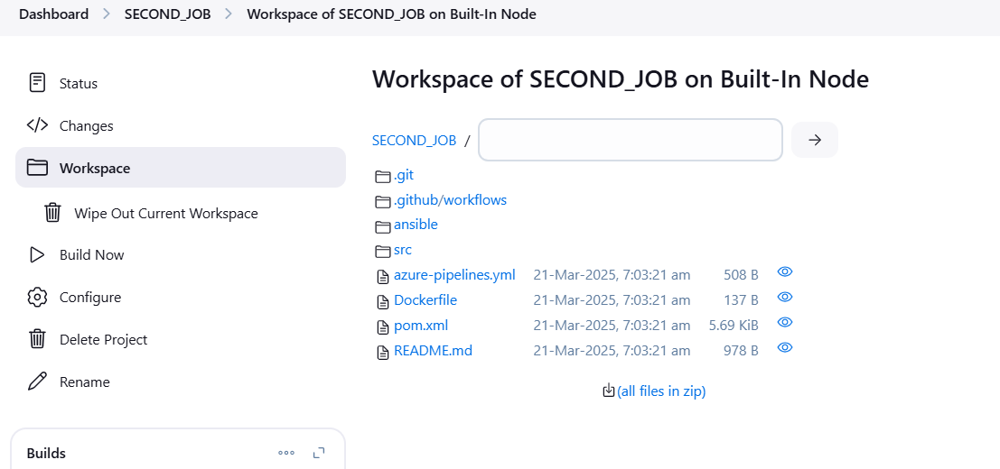 Dashboard > SECOND_JOB > Workspace of SECOND_JOB on Built-In Node
Status
Changes
Workspace
Wipe Out Current Workspace
Build Now
Configure
Delete Project
Rename
Builds
Workspace of SECOND_JOB on Built-In Node
SECOND_JOB /
.git
.github/workflows
ansible
src
azure-pipelines.yml 21-Mar-2025, 7:03:21 am 508 B
Dockerfile 21-Mar-2025, 7:03:21 am 137 B
pom.xml 21-Mar-2025, 7:03:21 am 5.69 KiB
README.md 21-Mar-2025, 7:03:21 am 978 B
(all files in zip)